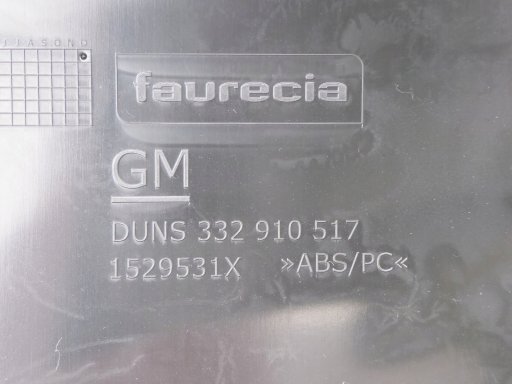 J J A S O N D
faurecia
GM
DUNS 332 910 517
1529531X »ABS/PC«